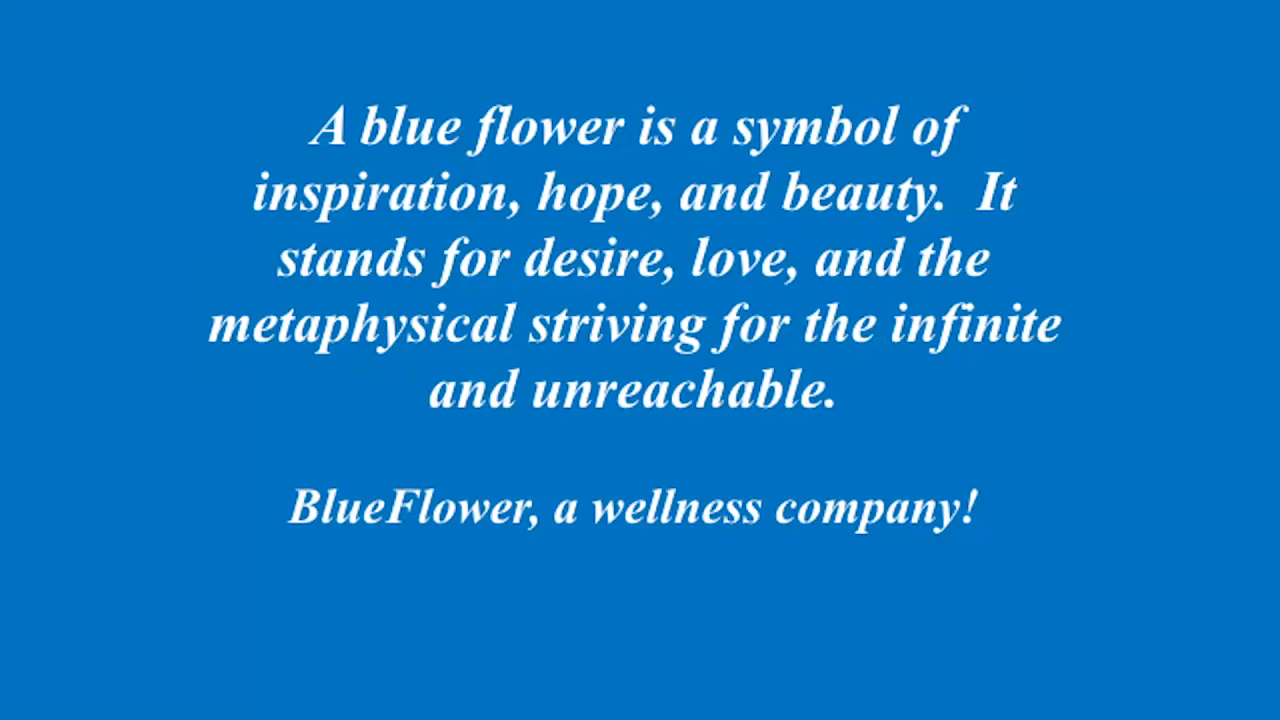 A blue flower is a symbol of
inspiration, hope, and beauty.  It
stands for desire, love, and the
metaphysical striving for the infinite
and unreachable.
BlueFlower, a wellness company!